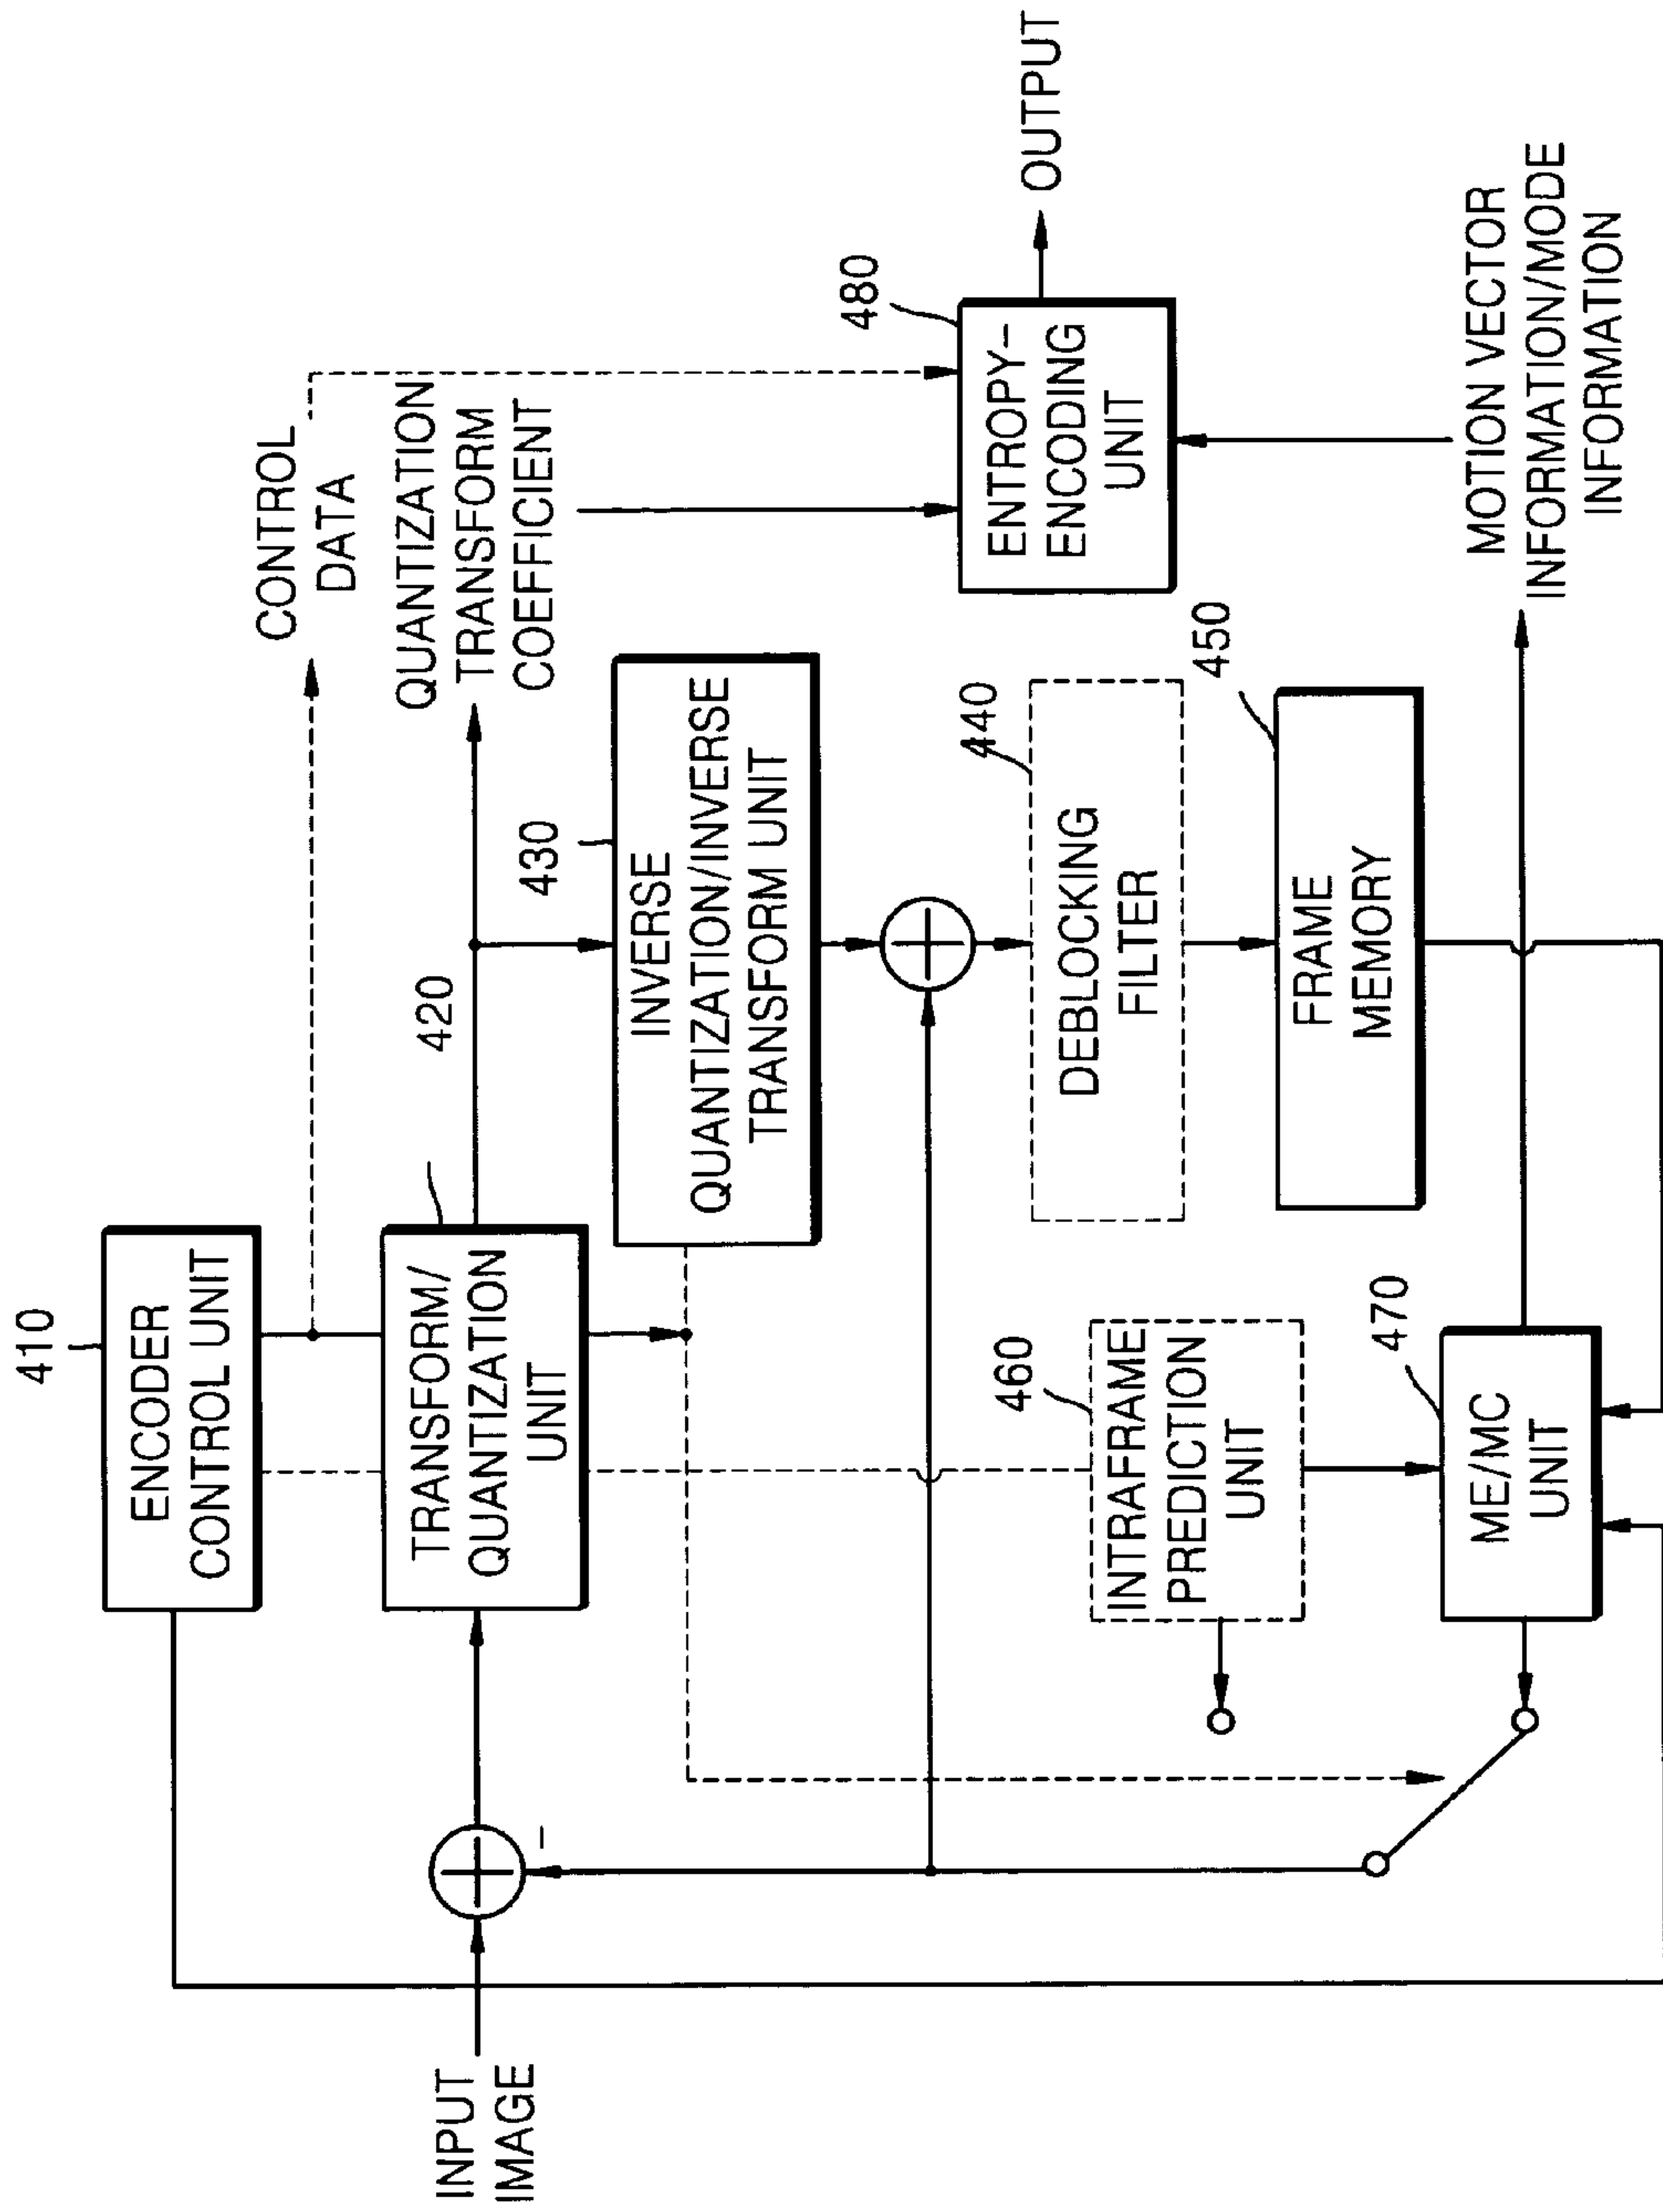 410
ENCODER
CONTROL UNIT
CONTROL
DATA
INPUT
IMAGE
TRANSFORM/
QUANTIZATION
UNIT
420
QUANTIZATION
TRANSFORM
COEFFICIENT
430
INVERSE
QUANTIZATION/INVERSE
TRANSFORM UNIT
-
480
ENTROPY-
ENCODING
UNIT
OUTPUT
440
DEBLOCKING
FILTER
460
INTRAFRAME
PREDICTION
UNIT
450
FRAME
MEMORY
470
ME/MC
UNIT
MOTION VECTOR
INFORMATION/MODE
INFORMATION